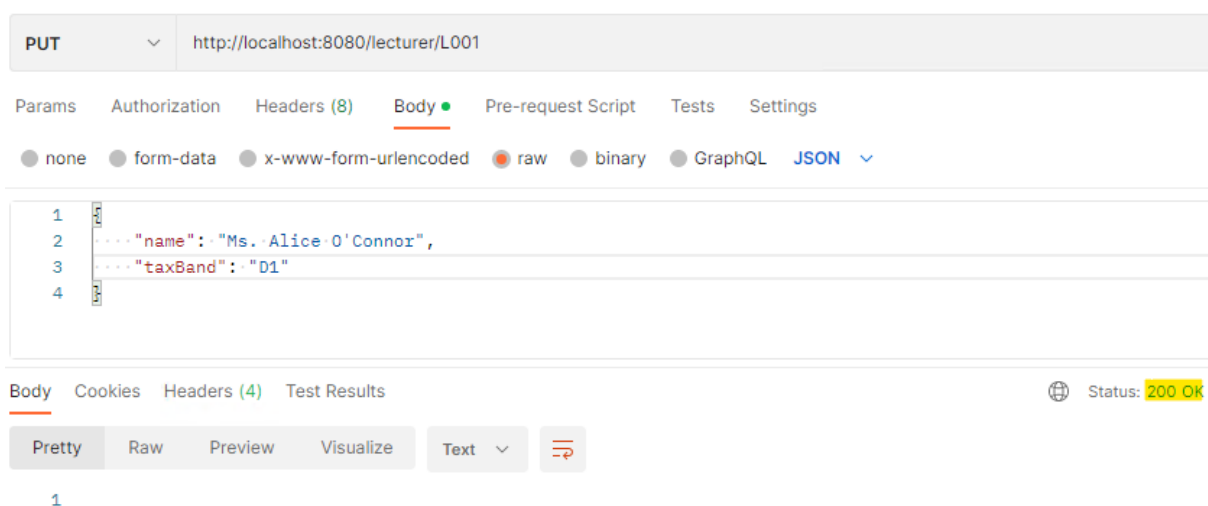 PUT http://localhost:8080/lecturer/L001
Params Authorization Headers (8) Body Pre-request Script Tests Settings
none form-data x-www-form-urlencoded raw binary GraphQL JSON
1 {
2 "name": "Ms. Alice O'Connor",
3 "taxBand": "D1"
4 }
Body Cookies Headers (4) Test Results Status: 200 OK
Pretty Raw Preview Visualize Text
1